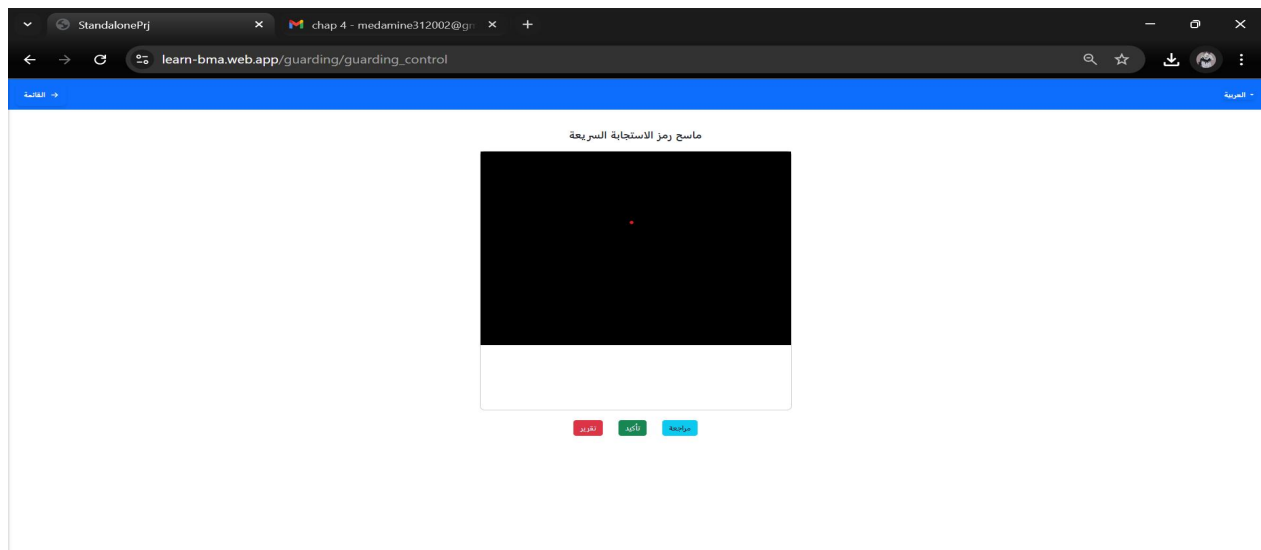 StandalonePrj
chap 4 - medamine312002@gm
learn-bma.web.app/guarding/guarding_control
العربية
القائمة
ماسح رمز الاستجابة السريعة
مراجعة
تأكيد
تقرير